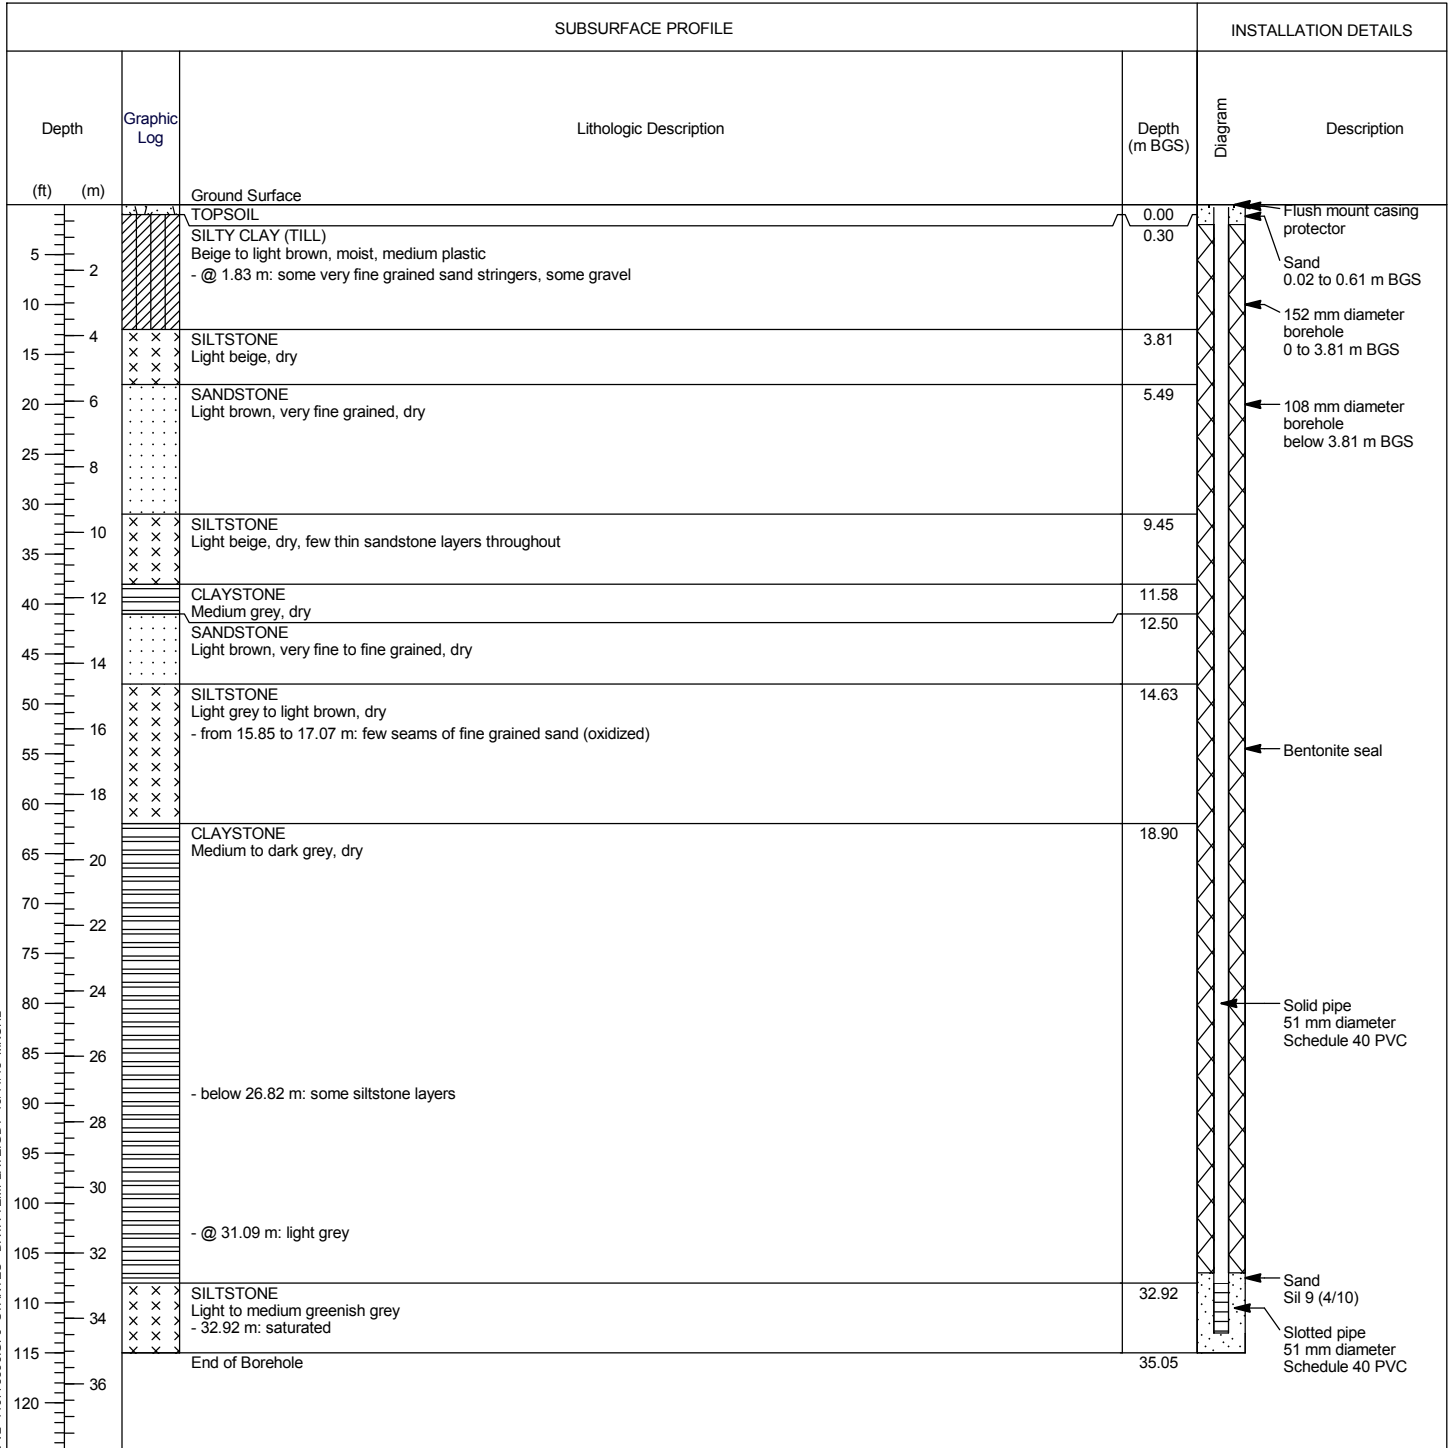 SUBSURFACE PROFILE
INSTALLATION DETAILS
Depth
Graphic
Log
Lithologic Description
Depth
(m BGS)
Diagram
Description
(ft)
(m)
Ground Surface
TOPSOIL
0.00
SILTY CLAY (TILL)
0.30
Beige to light brown, moist, medium plastic
- @ 1.83 m: some very fine grained sand stringers, some gravel
SILTSTONE
3.81
Light beige, dry
SANDSTONE
5.49
Light brown, very fine grained, dry
SILTSTONE
9.45
Light beige, dry, few thin sandstone layers throughout
CLAYSTONE
11.58
Medium grey, dry
SANDSTONE
12.50
Light brown, very fine to fine grained, dry
SILTSTONE
14.63
Light grey to light brown, dry
- from 15.85 to 17.07 m: few seams of fine grained sand (oxidized)
CLAYSTONE
18.90
Medium to dark grey, dry
- below 26.82 m: some siltstone layers
- @ 31.09 m: light grey
SILTSTONE
32.92
Light to medium greenish grey
- 32.92 m: saturated
End of Borehole
35.05
5
10
15
20
25
30
35
40
45
50
55
60
65
70
75
80
85
90
95
100
105
110
115
120
2
4
6
8
10
12
14
16
18
20
22
24
26
28
30
32
34
36
Flush mount casing
protector
Sand
0.02 to 0.61 m BGS
152 mm diameter
borehole
0 to 3.81 m BGS
108 mm diameter
borehole
below 3.81 m BGS
Bentonite seal
Solid pipe
51 mm diameter
Schedule 40 PVC
Sand
Sil 9 (4/10)
Slotted pipe
51 mm diameter
Schedule 40 PVC